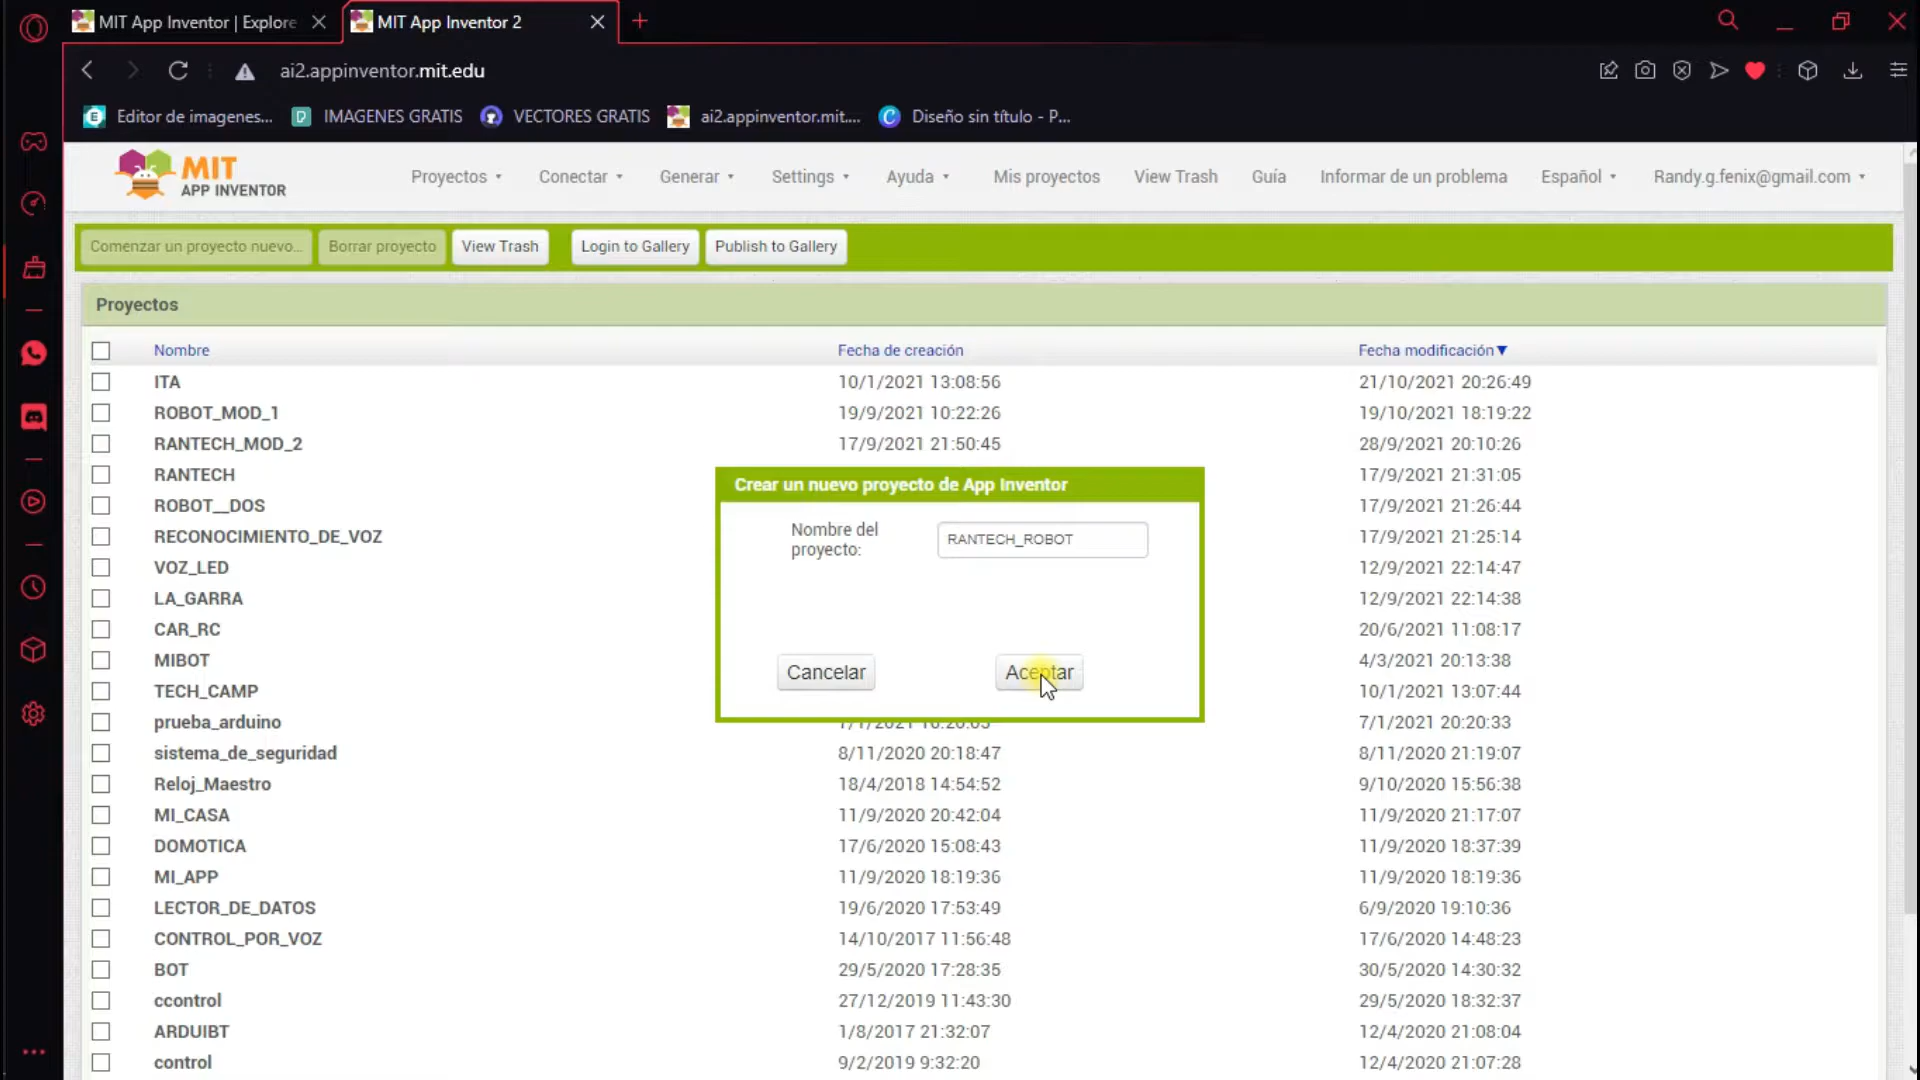 MIT App Inventor | Explore
MIT App Inventor 2
ai2.appinventor.mit.edu
Editor de imagenes... IMAGENES GRATIS VECTORES GRATIS ai2.appinventor.mit.... Diseño sin título - P...
MIT
APP INVENTOR
Proyectos Conectar Generar Settings Ayuda Mis proyectos View Trash Guía Informar de un problema Español Randy.g.fenix@gmail.com
Comenzar un proyecto nuevo... Borrar proyecto View Trash Login to Gallery Publish to Gallery
Proyectos
Nombre Fecha de creación Fecha modificación▼
ITA 10/1/2021 13:08:56 21/10/2021 20:26:49
ROBOT_MOD_1 19/9/2021 10:22:26 19/10/2021 18:19:22
RANTECH_MOD_2 17/9/2021 21:50:45 28/9/2021 20:10:26
RANTECH 17/9/2021 21:31:05
ROBOT__DOS 17/9/2021 21:26:44
RECONOCIMIENTO_DE_VOZ 17/9/2021 21:25:14
VOZ_LED 12/9/2021 22:14:47
LA_GARRA 12/9/2021 22:14:38
CAR_RC 20/6/2021 11:08:17
MIBOT 4/3/2021 20:13:38
TECH_CAMP 10/1/2021 13:07:44
prueba_arduino 7/1/2021 20:20:33
sistema_de_seguridad 8/11/2020 20:18:47 8/11/2020 21:19:07
Reloj_Maestro 18/4/2018 14:54:52 9/10/2020 15:56:38
MI_CASA 11/9/2020 20:42:04 11/9/2020 21:17:07
DOMOTICA 17/6/2020 15:08:43 11/9/2020 18:37:39
MI_APP 11/9/2020 18:19:36 11/9/2020 18:19:36
LECTOR_DE_DATOS 19/6/2020 17:53:49 6/9/2020 19:10:36
CONTROL_POR_VOZ 14/10/2017 11:56:48 17/6/2020 14:48:23
BOT 29/5/2020 17:28:35 30/5/2020 14:30:32
ccontrol 27/12/2019 11:43:30 29/5/2020 18:32:37
ARDUIBT 1/8/2017 21:32:07 12/4/2020 21:08:04
control 9/2/2019 9:32:20 12/4/2020 21:07:28
Crear un nuevo proyecto de App Inventor
Nombre del
proyecto:
RANTECH_ROBOT
Cancelar Aceptar